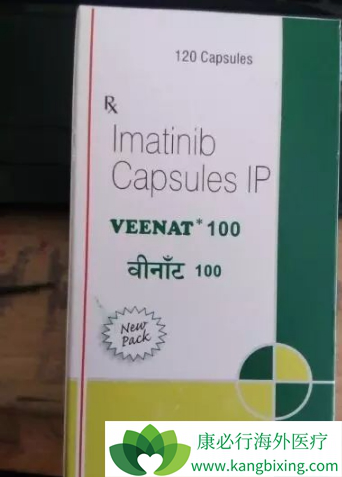 120 Capsules
Rx
Imatinib
Capsules IP
VEENAT* 100
वीनाँट 100
New
Pack
康必行海外医疗
www.kangbixing.com